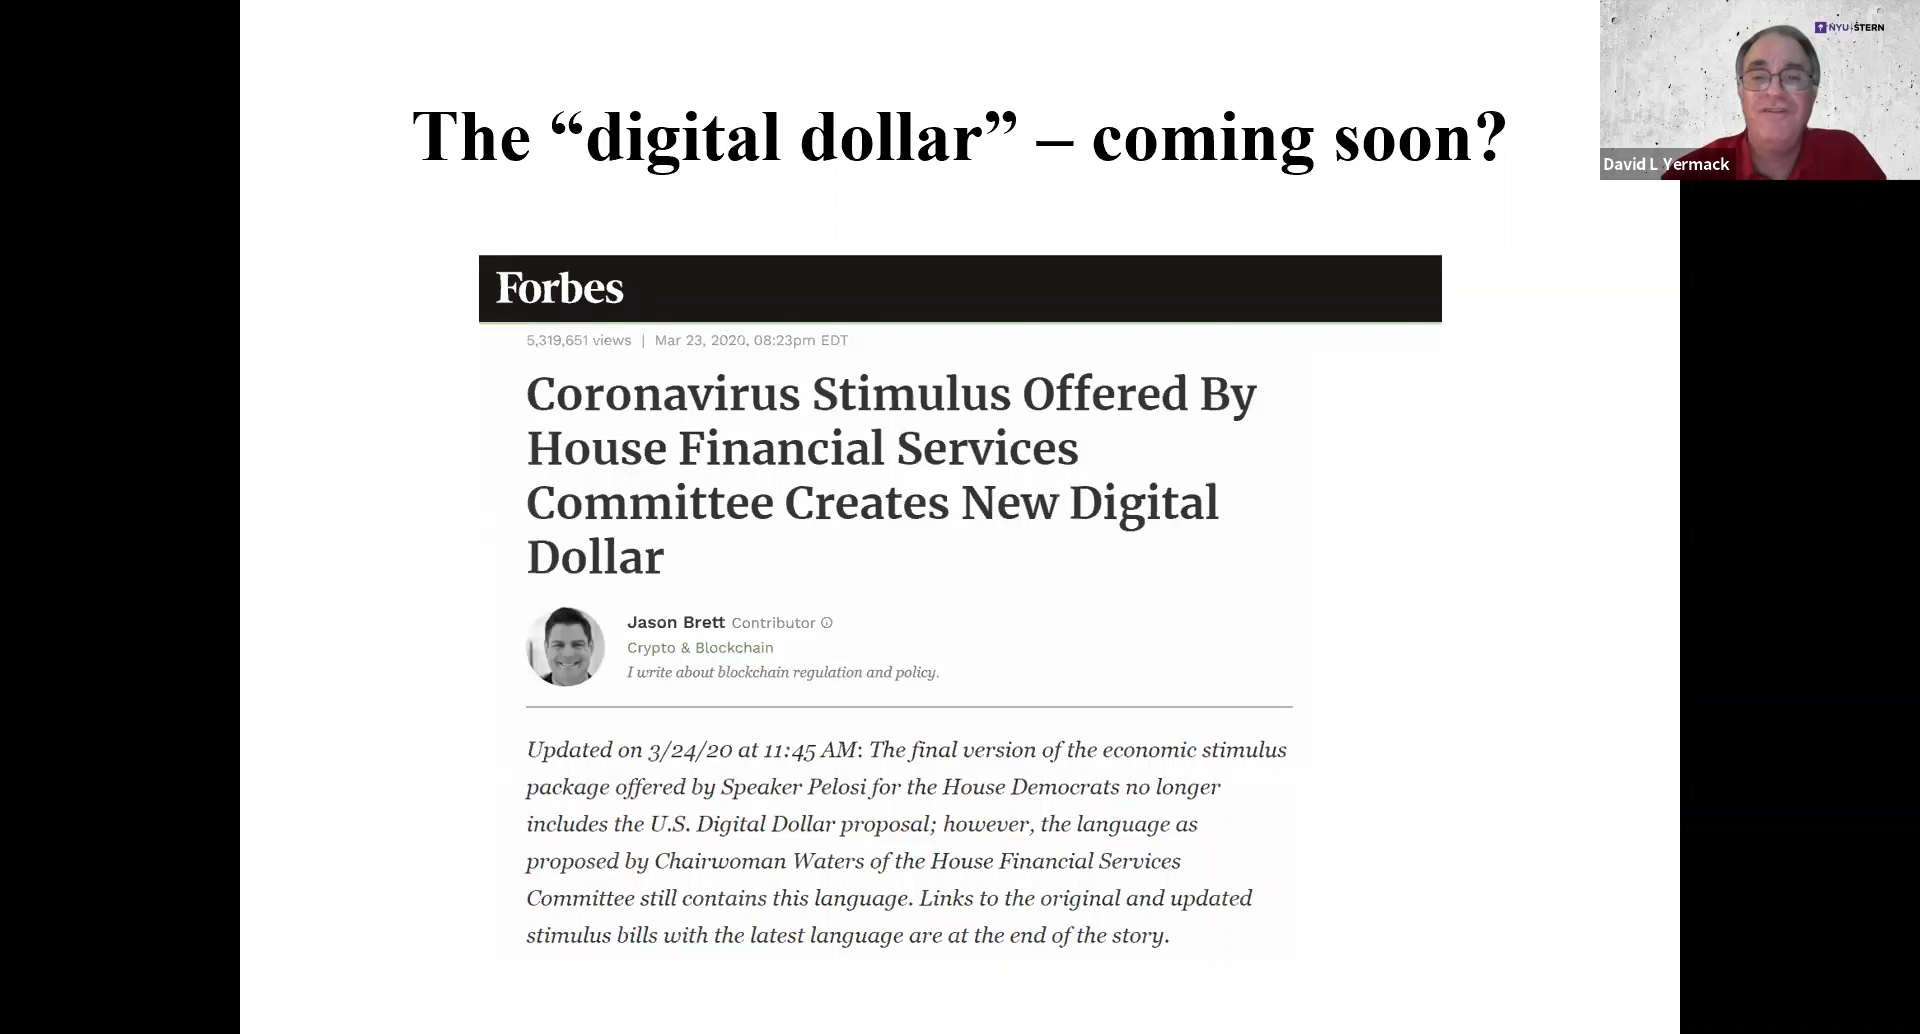 The “digital dollar” – coming soon?
NYU STERN
David L Yermack
Forbes
5,319,651 views | Mar 23, 2020, 08:23pm EDT
Coronavirus Stimulus Offered By
House Financial Services
Committee Creates New Digital
Dollar
Jason Brett Contributor
Crypto & Blockchain
I write about blockchain regulation and policy.
Updated on 3/24/20 at 11:45 AM: The final version of the economic stimulus
package offered by Speaker Pelosi for the House Democrats no longer
includes the U.S. Digital Dollar proposal; however, the language as
proposed by Chairwoman Waters of the House Financial Services
Committee still contains this language. Links to the original and updated
stimulus bills with the latest language are at the end of the story.